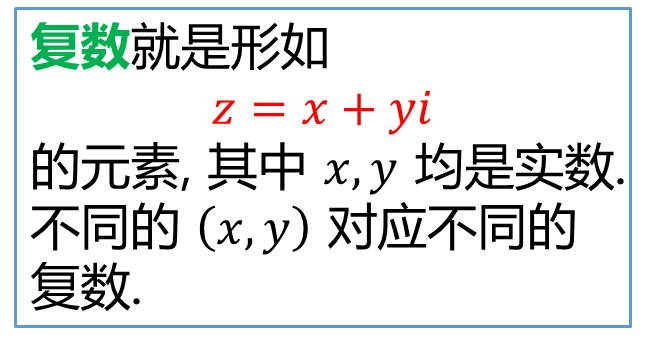 复数就是形如
z = x + yi
的元素, 其中 x, y 均是实数.
不同的 (x, y) 对应不同的
复数.